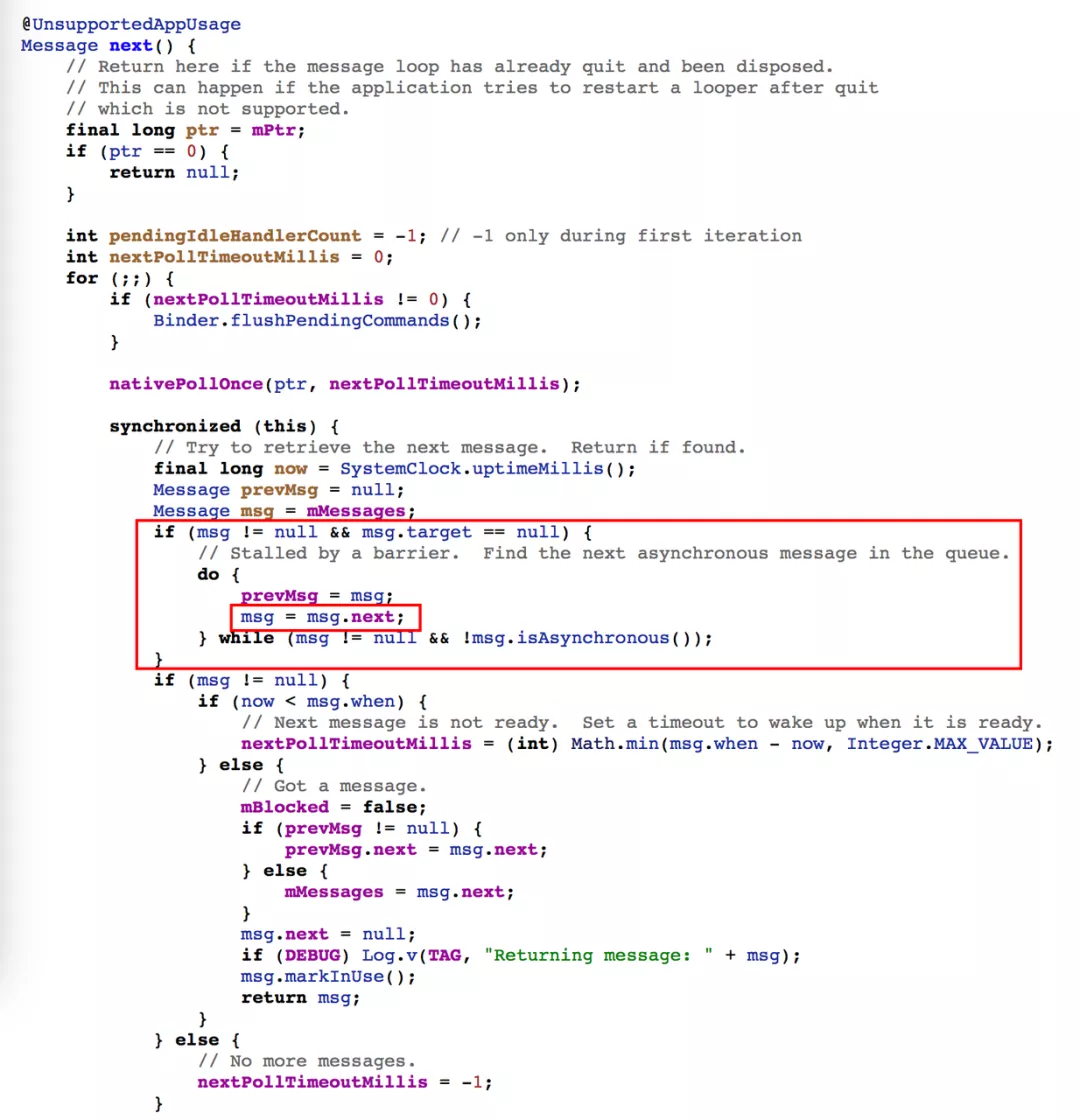 @UnsupportedAppUsage
Message next() {
    // Return here if the message loop has already quit and been disposed.
    // This can happen if the application tries to restart a looper after quit
    // which is not supported.
    final long ptr = mPtr;
    if (ptr == 0) {
        return null;
    }

    int pendingIdleHandlerCount = -1; // -1 only during first iteration
    int nextPollTimeoutMillis = 0;
    for (;;) {
        if (nextPollTimeoutMillis != 0) {
            Binder.flushPendingCommands();
        }

        nativePollOnce(ptr, nextPollTimeoutMillis);

        synchronized (this) {
            // Try to retrieve the next message.  Return if found.
            final long now = SystemClock.uptimeMillis();
            Message prevMsg = null;
            Message msg = mMessages;
            if (msg != null && msg.target == null) {
                // Stalled by a barrier.  Find the next asynchronous message in the queue.
                do {
                    prevMsg = msg;
                    msg = msg.next;
                } while (msg != null && !msg.isAsynchronous());
            }
            if (msg != null) {
                if (now < msg.when) {
                    // Next message is not ready.  Set a timeout to wake up when it is ready.
                    nextPollTimeoutMillis = (int) Math.min(msg.when - now, Integer.MAX_VALUE);
                } else {
                    // Got a message.
                    mBlocked = false;
                    if (prevMsg != null) {
                        prevMsg.next = msg.next;
                    } else {
                        mMessages = msg.next;
                    }
                    msg.next = null;
                    if (DEBUG) Log.v(TAG, "Returning message: " + msg);
                    msg.markInUse();
                    return msg;
                }
            } else {
                // No more messages.
                nextPollTimeoutMillis = -1;
            }